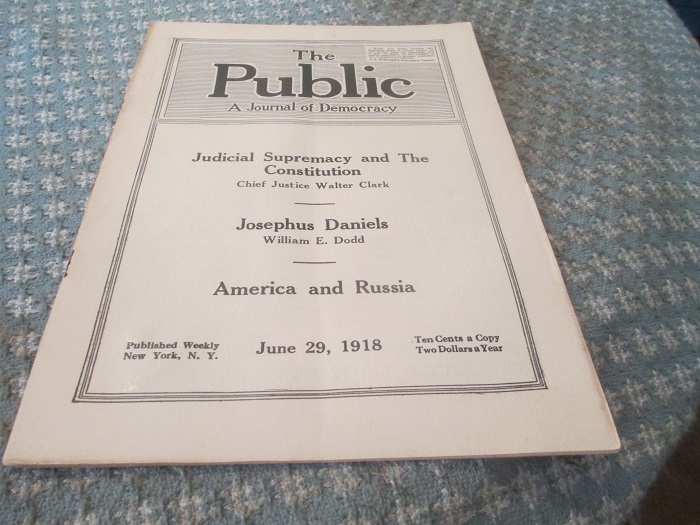 The
Public
A Journal of Democracy
Judicial Supremacy and The
Constitution
Chief Justice Walter Clark
Josephus Daniels
William E. Dodd
America and Russia
Published Weekly
New York, N. Y.
June 29, 1918
Ten Cents a Copy
Two Dollars a Year